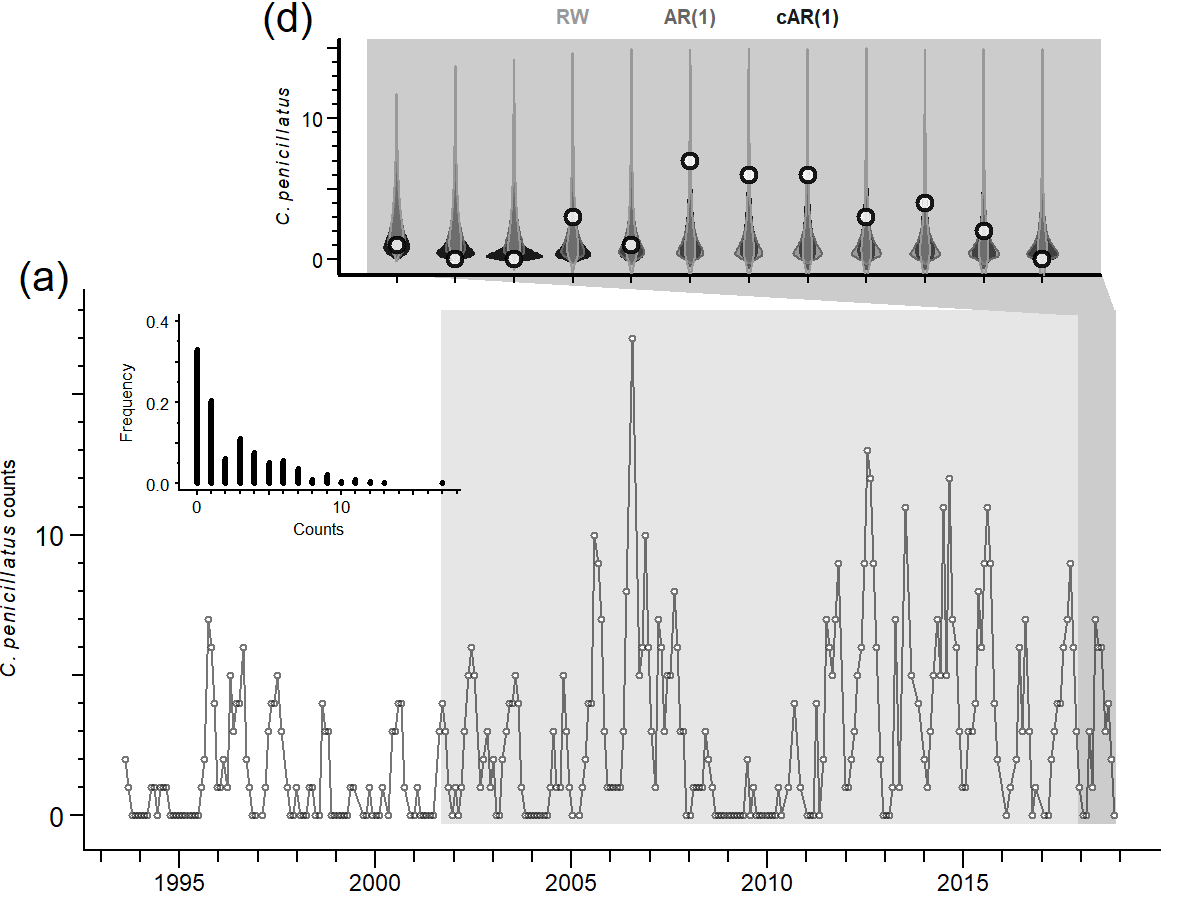 (d)
RW AR(1) cAR(1)
C. penicillatus
10
0
(a)
0.4
0.2
0.0
Frequency
0 10
Counts
C. penicillatus counts
10
0
1995 2000 2005 2010 2015